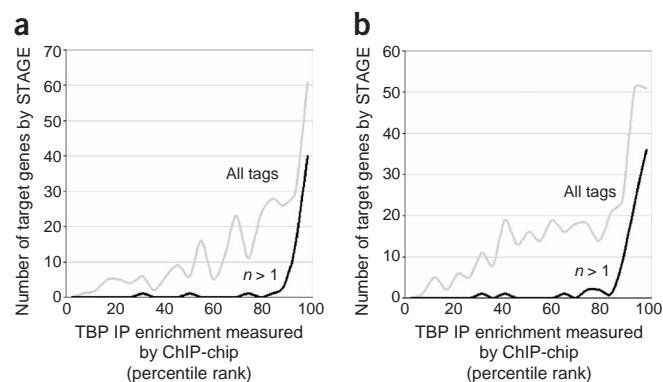 a
Number of target genes by STAGE
70
60
50
40
30
20
10
0
All tags
n > 1
0 20 40 60 80 100
TBP IP enrichment measured
by ChIP-chip
(percentile rank)
b
Number of target genes by STAGE
60
50
40
30
20
10
0
All tags
n > 1
0 20 40 60 80 100
TBP IP enrichment measured
by ChIP-chip
(percentile rank)